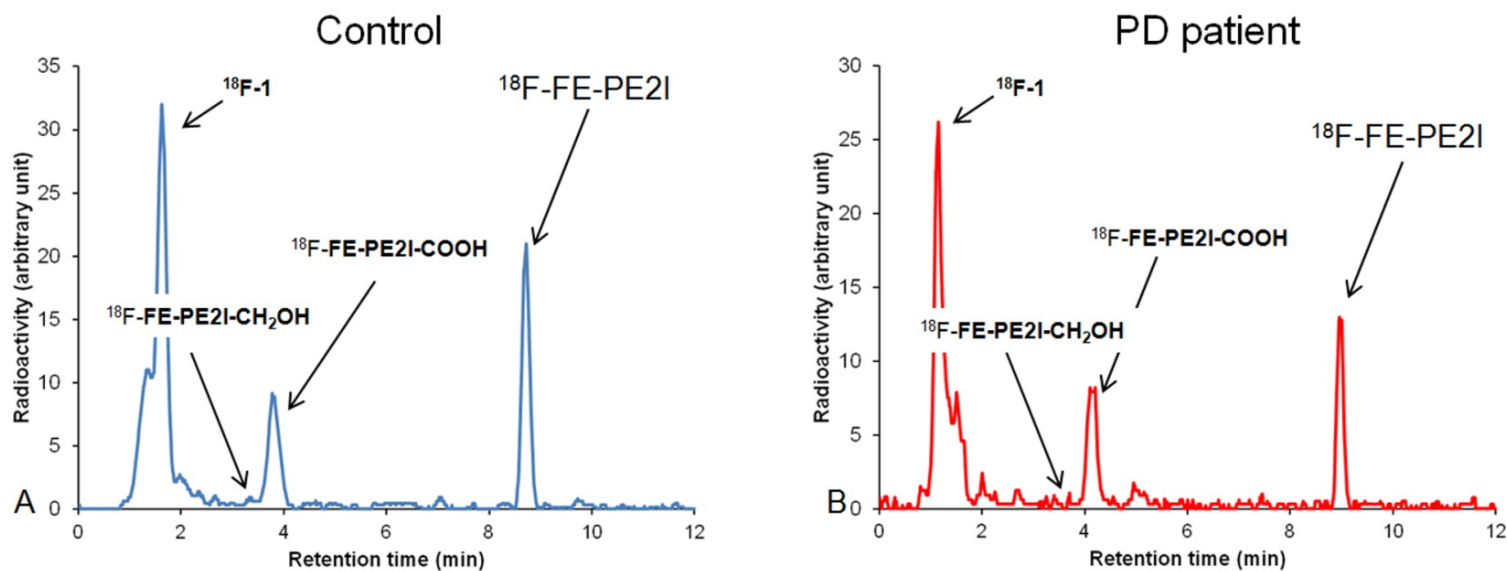 Control
35
30
25
20
15
10
5
0
Radioactivity (arbitrary unit)
¹⁸F-1
¹⁸F-FE-PE2I
¹⁸F-FE-PE2I-COOH
¹⁸F-FE-PE2I-CH₂OH
A
0 2 4 6 8 10 12
Retention time (min)
PD patient
30
25
20
15
10
5
0
Radioactivity (arbitrary unit)
¹⁸F-1
¹⁸F-FE-PE2I
¹⁸F-FE-PE2I-COOH
¹⁸F-FE-PE2I-CH₂OH
B
0 2 4 6 8 10 12
Retention time (min)